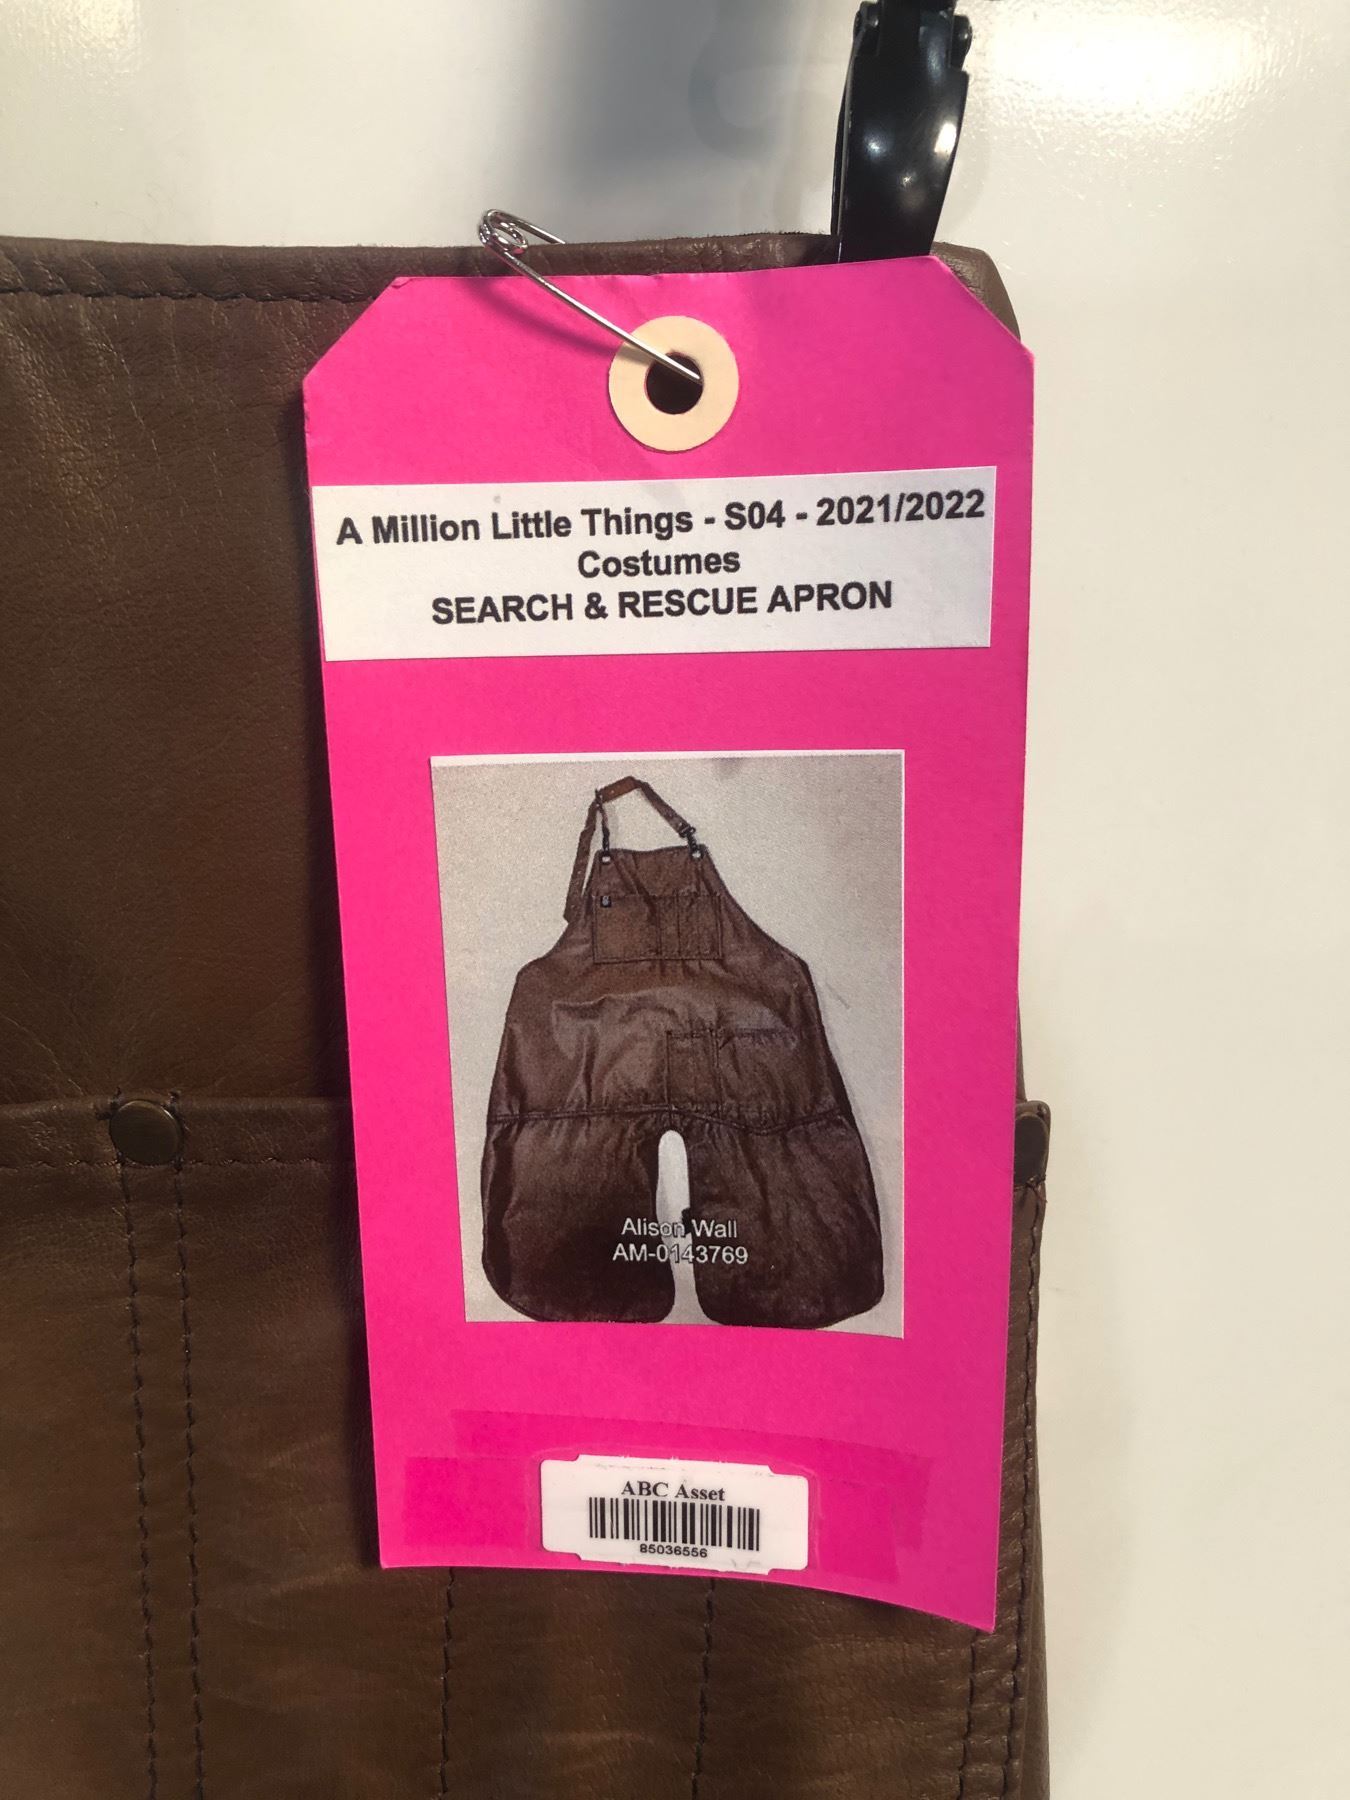 A Million Little Things - S04 - 2021/2022
Costumes
SEARCH & RESCUE APRON
Alison Wall
AM-0143769
ABC Asset
85036556